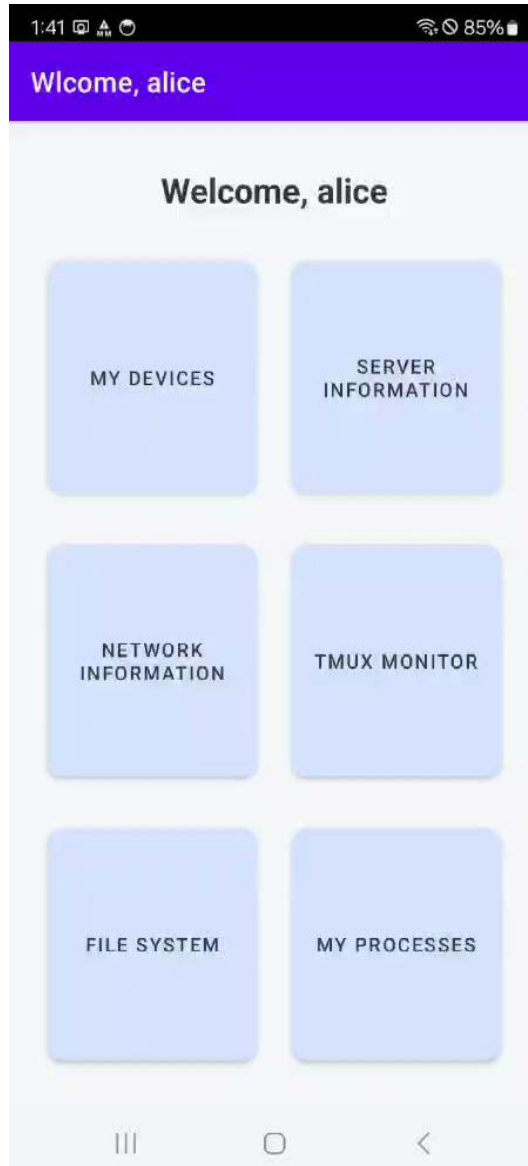 1:41 85%
Wlcome, alice
Welcome, alice
MY DEVICES
SERVER
INFORMATION
NETWORK
INFORMATION
TMUX MONITOR
FILE SYSTEM
MY PROCESSES